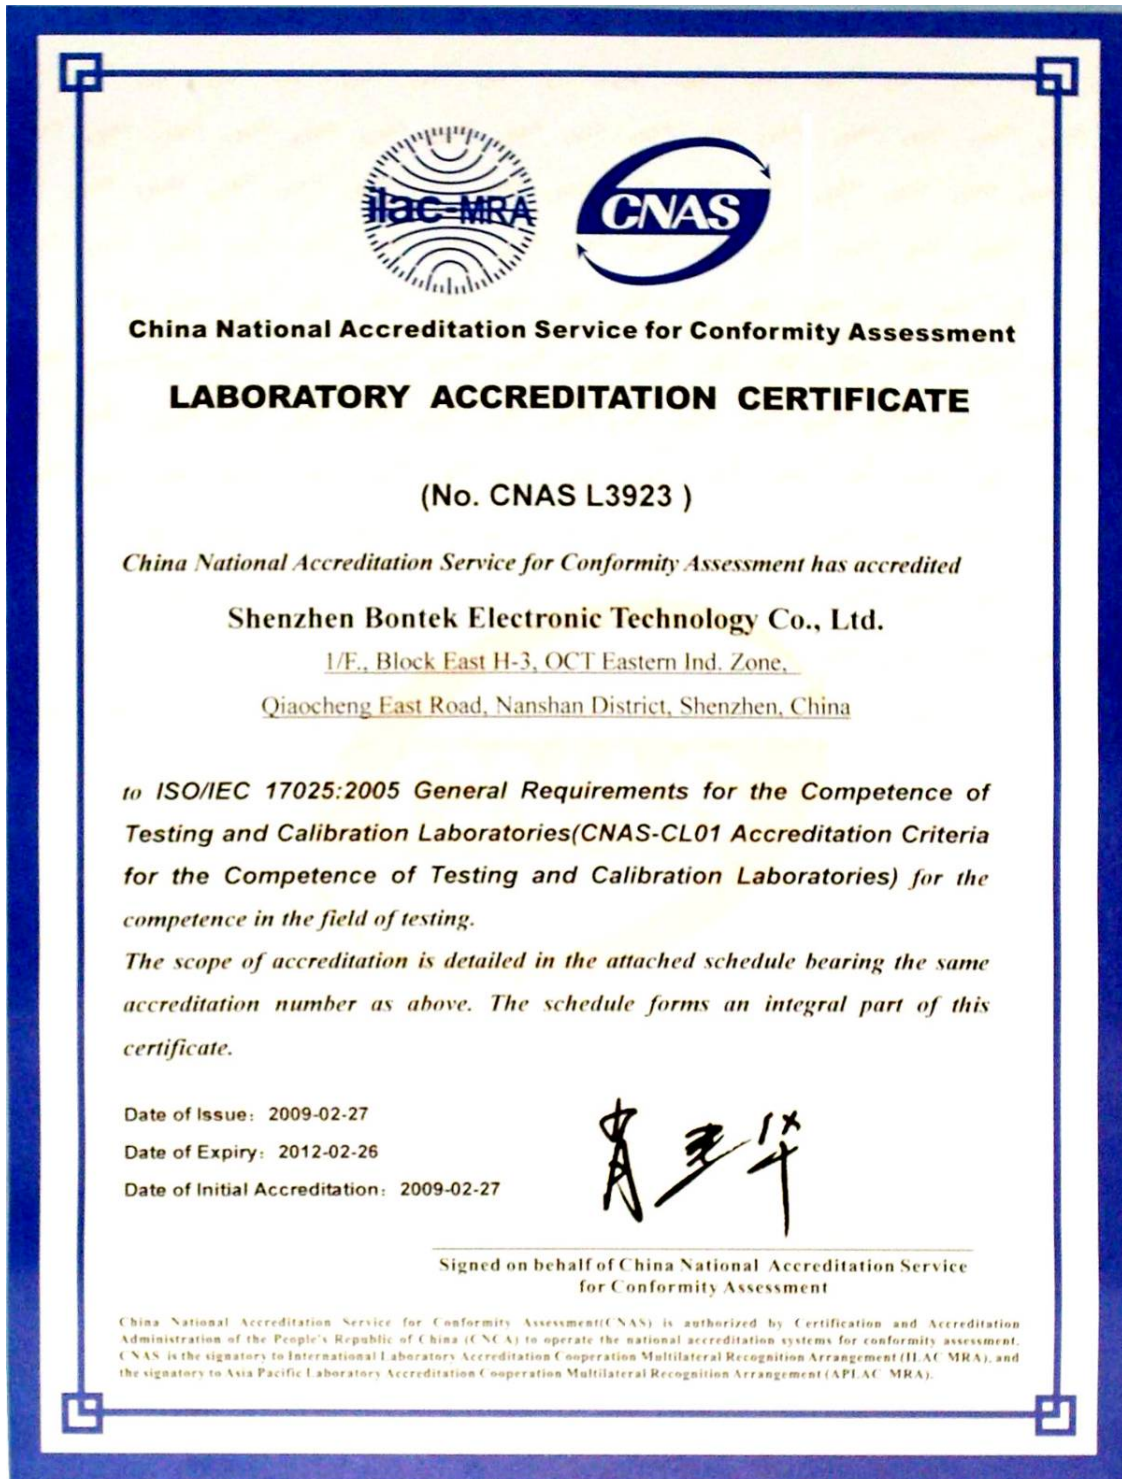 ilac-MRA
CNAS
China National Accreditation Service for Conformity Assessment
LABORATORY ACCREDITATION CERTIFICATE
(No. CNAS L3923 )
China National Accreditation Service for Conformity Assessment has accredited
Shenzhen Bontek Electronic Technology Co., Ltd.
1/F., Block East H-3, OCT Eastern Ind. Zone,
Qiaocheng East Road, Nanshan District, Shenzhen, China
to ISO/IEC 17025:2005 General Requirements for the Competence of
Testing and Calibration Laboratories(CNAS-CL01 Accreditation Criteria
for the Competence of Testing and Calibration Laboratories) for the
competence in the field of testing.
The scope of accreditation is detailed in the attached schedule bearing the same
accreditation number as above. The schedule forms an integral part of this
certificate.
Date of Issue: 2009-02-27
Date of Expiry: 2012-02-26
Date of Initial Accreditation: 2009-02-27
Signed on behalf of China National Accreditation Service
for Conformity Assessment
China National Accreditation Service for Conformity Assessment(CNAS) is authorized by Certification and Accreditation
Administration of the People's Republic of China (CNCA) to operate the national accreditation systems for conformity assessment.
CNAS is the signatory to International Laboratory Accreditation Cooperation Multilateral Recognition Arrangement (ILAC MRA), and
the signatory to Asia Pacific Laboratory Accreditation Cooperation Multilateral Recognition Arrangement (APLAC MRA).